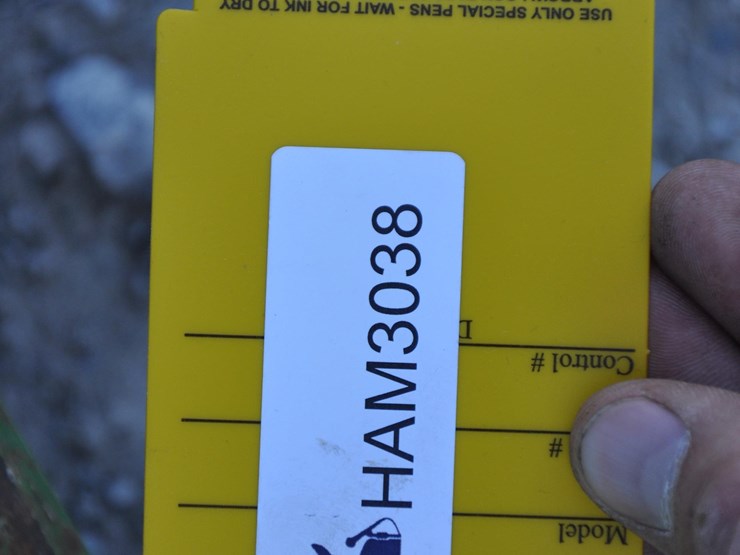 HAM3038
Model
#
Control #
D
USE ONLY SPECIAL PENS - WAIT FOR INK TO DRY